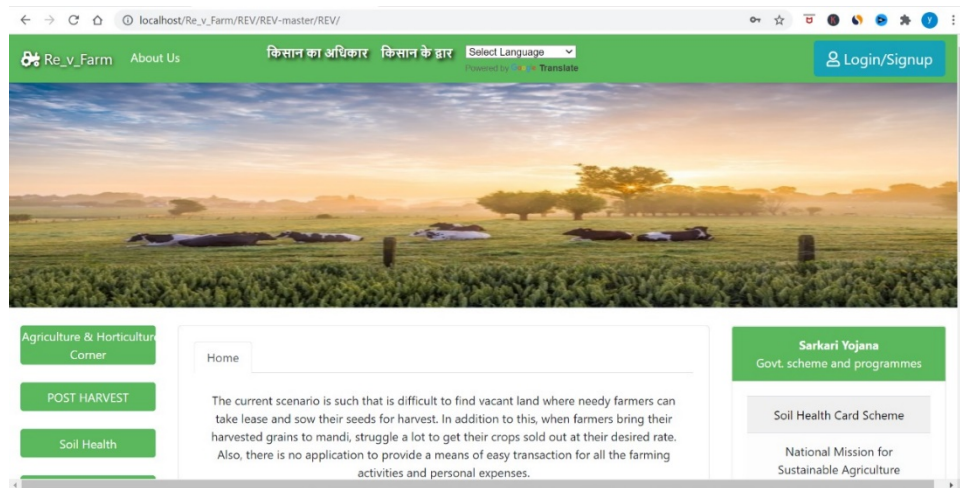 localhost/Re_v_Farm/REV/REV-master/REV/
Re_v_Farm About Us किसान का अधिकार किसान के द्वार Select Language Login/Signup
Powered by Google Translate
Agriculture & Horticulture
Corner
POST HARVEST
Soil Health
Home
The current scenario is such that is difficult to find vacant land where needy farmers can
take lease and sow their seeds for harvest. In addition to this, when farmers bring their
harvested grains to mandi, struggle a lot to get their crops sold out at their desired rate.
Also, there is no application to provide a means of easy transaction for all the farming
activities and personal expenses.
Sarkari Yojana
Govt. scheme and programmes
Soil Health Card Scheme
National Mission for
Sustainable Agriculture